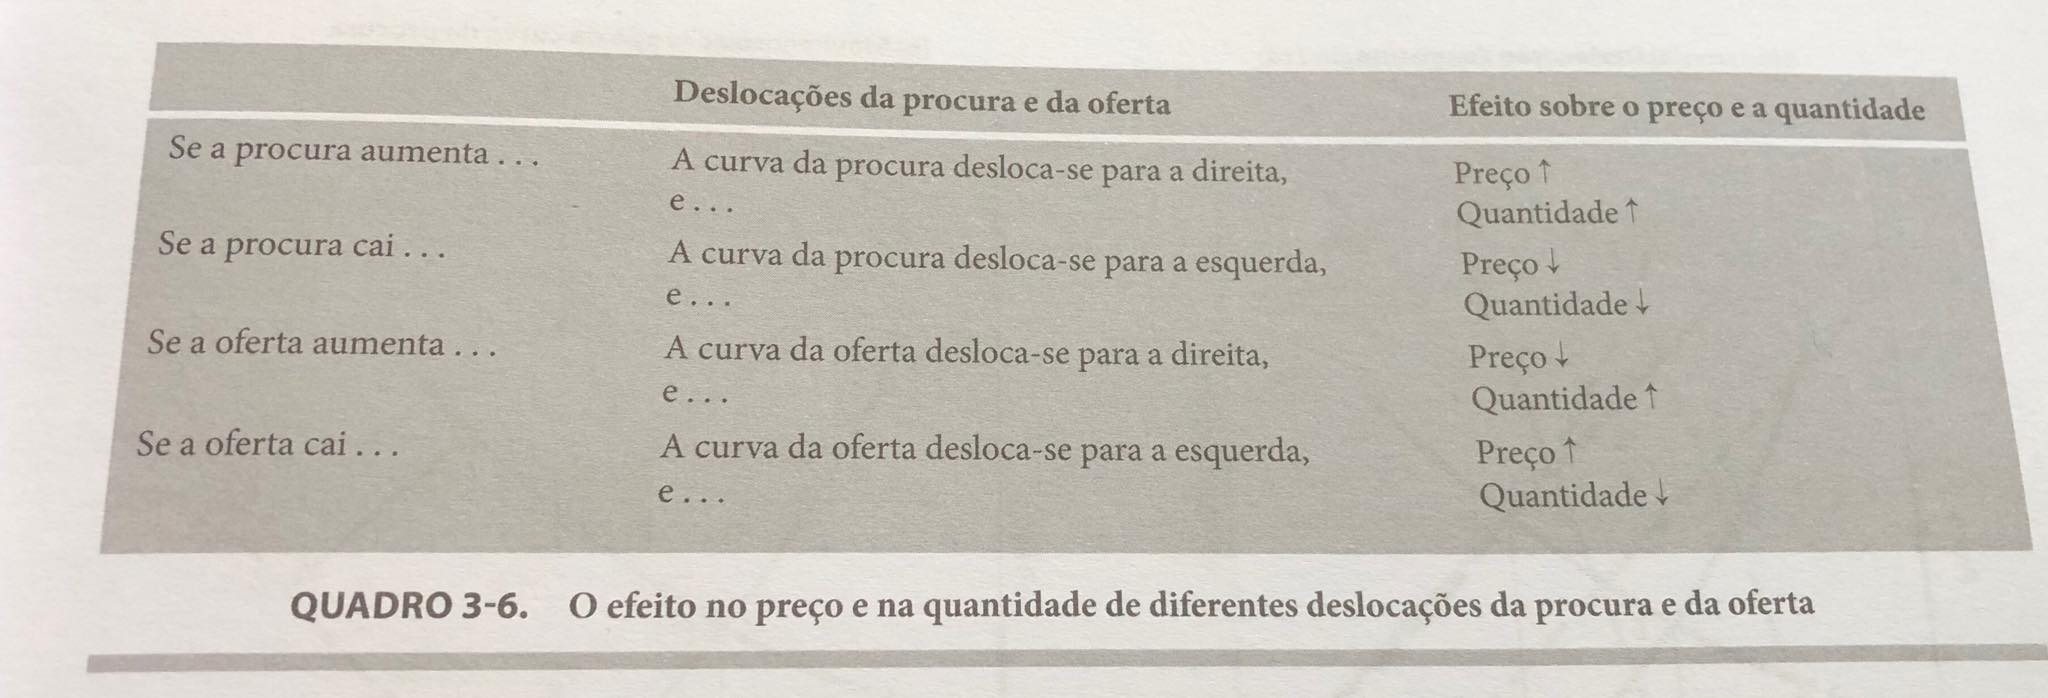 Deslocações da procura e da oferta Efeito sobre o preço e a quantidade
Se a procura aumenta . . . A curva da procura desloca-se para a direita, Preço ↑
e . . . Quantidade ↑
Se a procura cai . . . A curva da procura desloca-se para a esquerda, Preço ↓
e . . . Quantidade ↓
Se a oferta aumenta . . . A curva da oferta desloca-se para a direita, Preço ↓
e . . . Quantidade ↑
Se a oferta cai . . . A curva da oferta desloca-se para a esquerda, Preço ↑
e . . . Quantidade ↓
QUADRO 3-6. O efeito no preço e na quantidade de diferentes deslocações da procura e da oferta